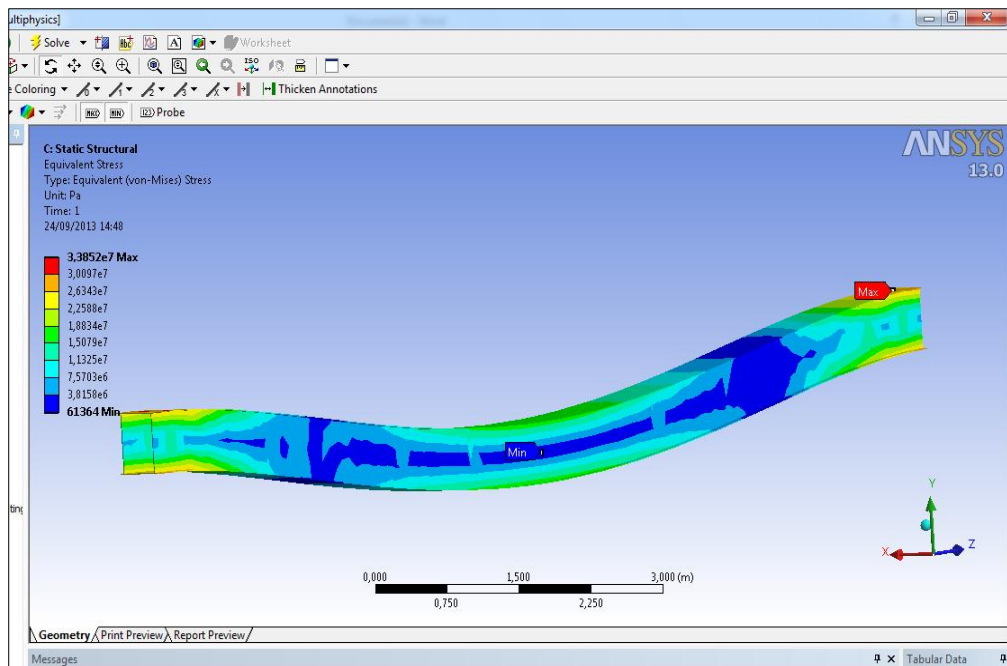 ultiphysics]
Solve Worksheet
ISO
e Coloring Thicken Annotations
MAX MIN Probe
C: Static Structural
Equivalent Stress
Type: Equivalent (von-Mises) Stress
Unit: Pa
Time: 1
24/09/2013 14:48
ANSYS
13.0
3,3852e7 Max
3,0097e7
2,6343e7
2,2588e7
1,8834e7
1,5079e7
1,1325e7
7,5703e6
3,8158e6
61364 Min
Max
Min
Y
X
Z
0,000 1,500 3,000 (m)
0,750 2,250
Geometry Print Preview Report Preview
Messages Tabular Data